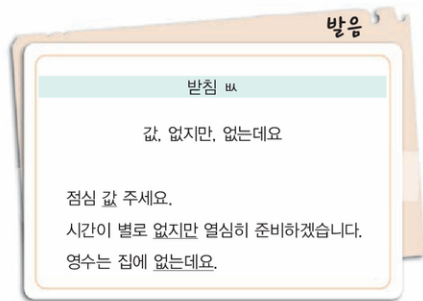 발음
받침 ㅄ
값, 없지만, 없는데요
점심 값 주세요.
시간이 별로 없지만 열심히 준비하겠습니다.
영수는 집에 없는데요.